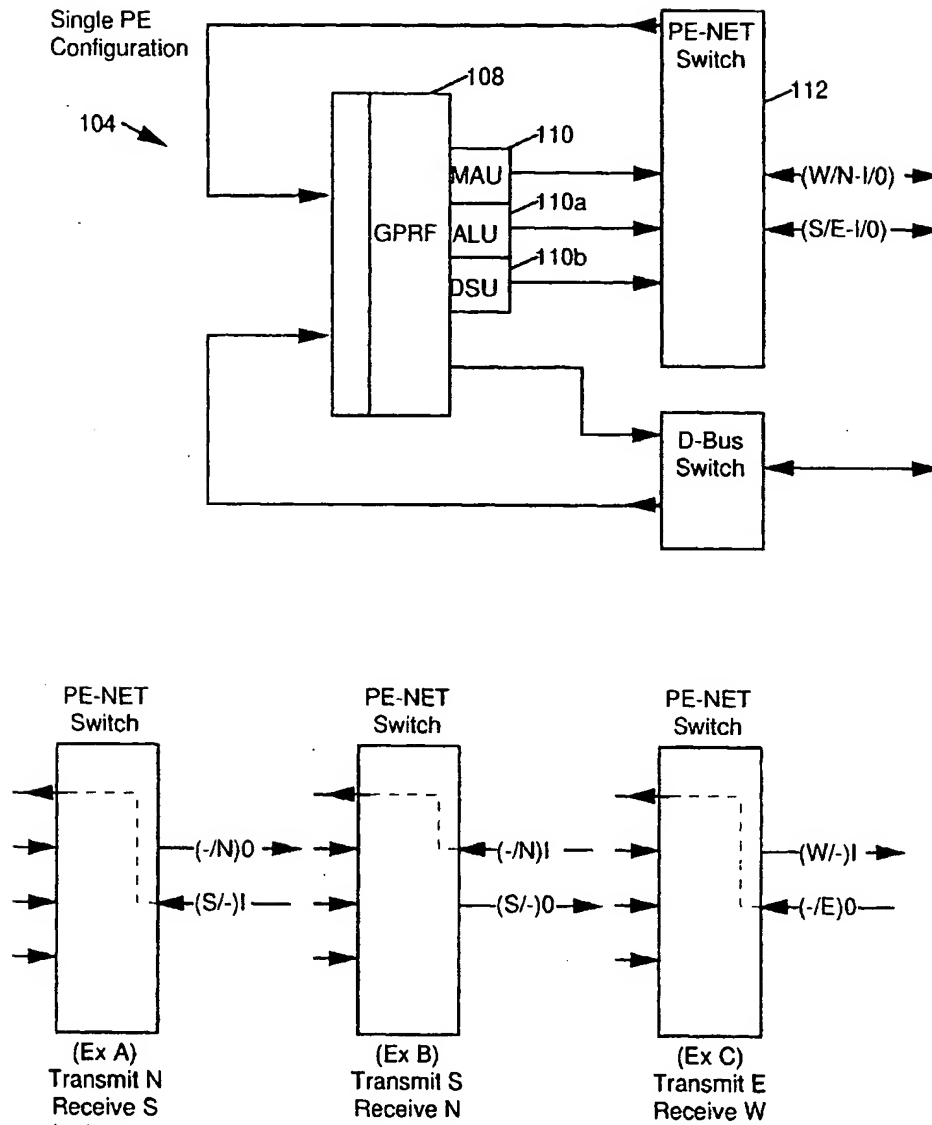 Single PE
Configuration
PE-NET
Switch
108
112
104
110
MAU
(W/N-I/0)
110a
GPRF
ALU
(S/E-I/0)
110b
DSU
D-Bus
Switch
PE-NET
Switch
PE-NET
Switch
PE-NET
Switch
(-/N)0
(-/N)I
(W/-)I
(S/-)I
(S/-)0
(-/E)0
(Ex A)
Transmit N
Receive S
(Ex B)
Transmit S
Receive N
(Ex C)
Transmit E
Receive W